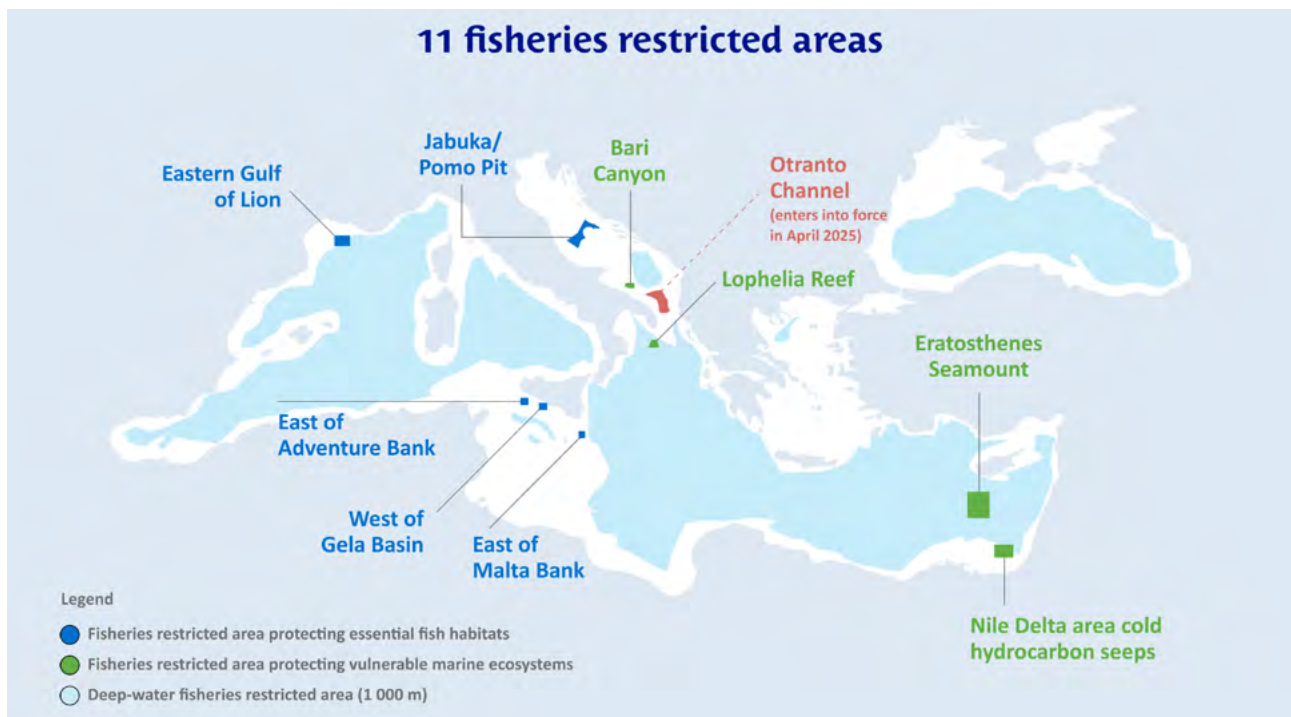 11 fisheries restricted areas
Jabuka/
Pomo Pit
Bari
Canyon
Otranto
Channel
(enters into force
in April 2025)
Eastern Gulf
of Lion
Lophelia Reef
Eratosthenes
Seamount
East of
Adventure Bank
West of
Gela Basin
East of
Malta Bank
Nile Delta area cold
hydrocarbon seeps
Legend
Fisheries restricted area protecting essential fish habitats
Fisheries restricted area protecting vulnerable marine ecosystems
Deep-water fisheries restricted area (1 000 m)